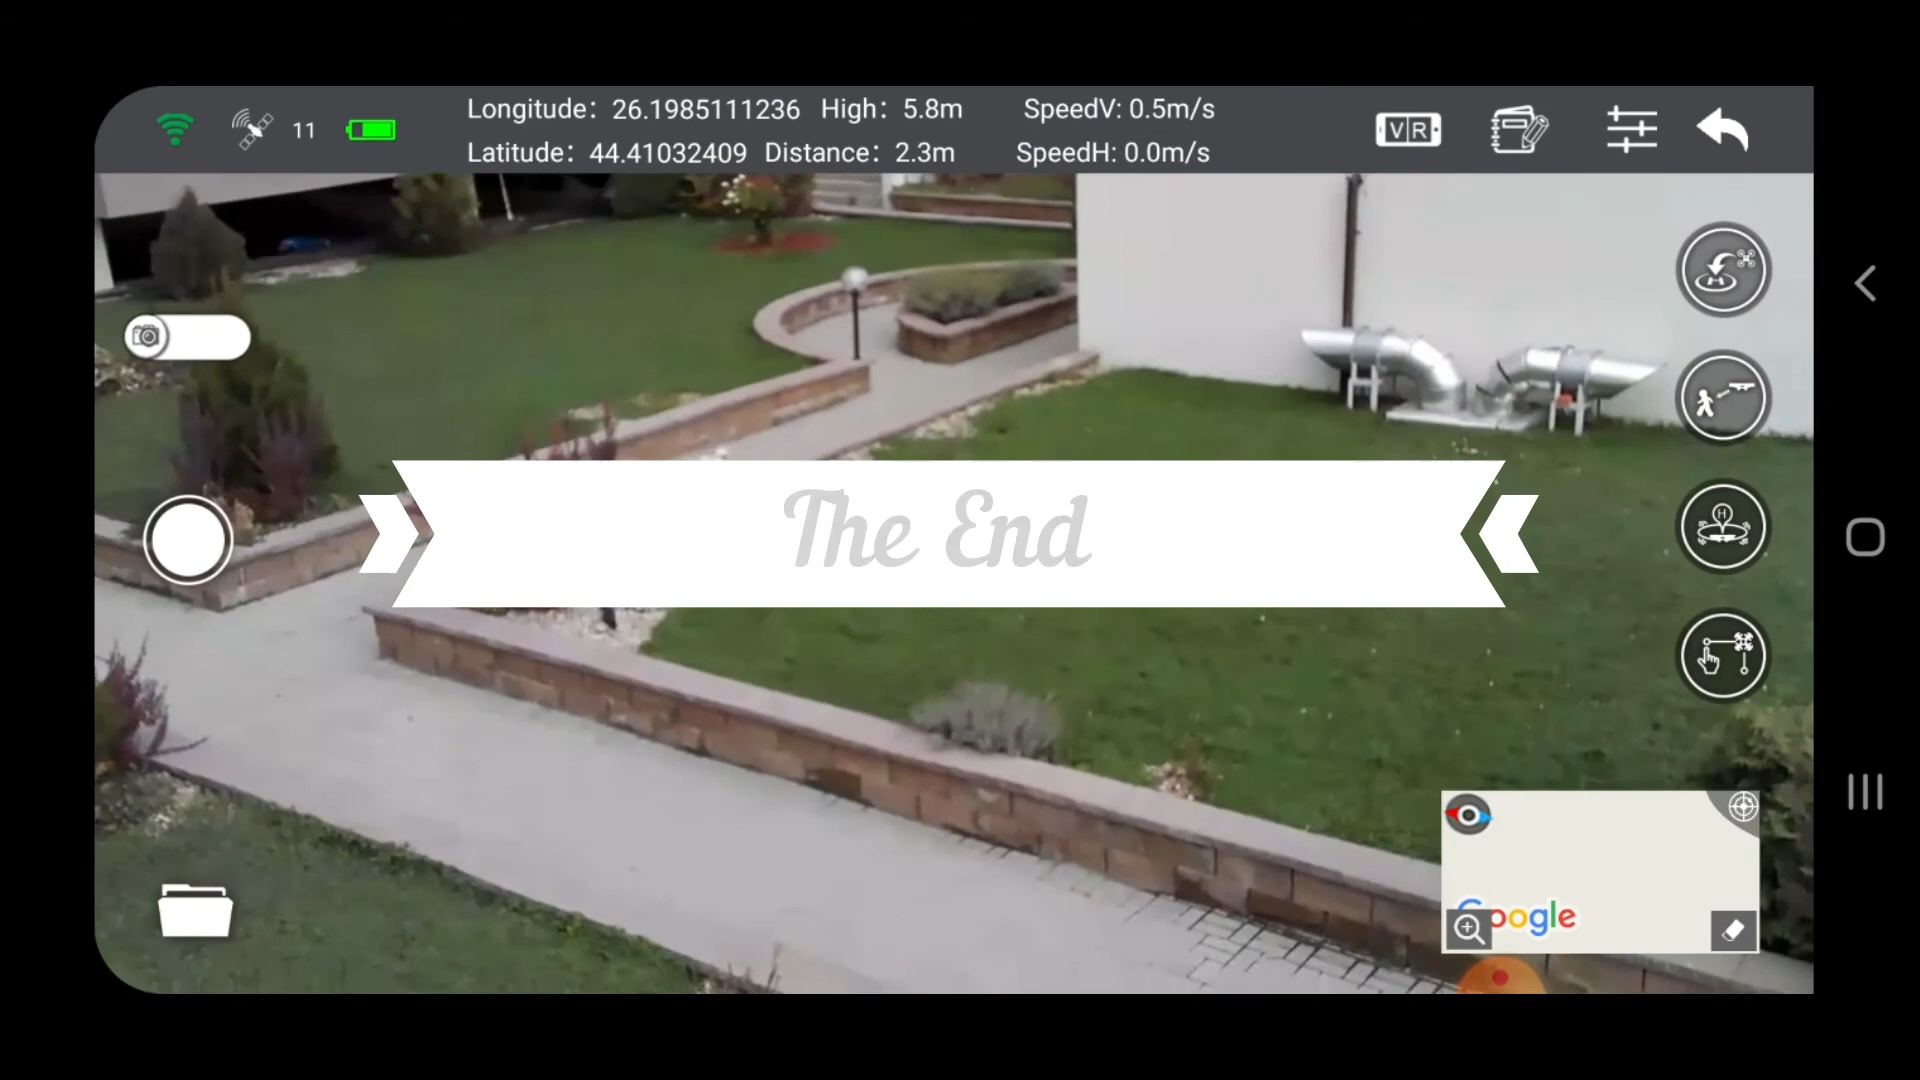 11
Longitude: 26.1985111236 High: 5.8m SpeedV: 0.5m/s
Latitude: 44.41032409 Distance: 2.3m SpeedH: 0.0m/s
VR
The End
H
Google